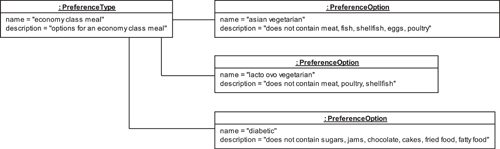 : PreferenceType
name = "economy class meal"
description = "options for an economy class meal"
: PreferenceOption
name = "asian vegetarian"
description = "does not contain meat, fish, shellfish, eggs, poultry"
: PreferenceOption
name = "lacto ovo vegetarian"
description = "does not contain meat, poultry, shellfish"
: PreferenceOption
name = "diabetic"
description = "does not contain sugars, jams, chocolate, cakes, fried food, fatty food"